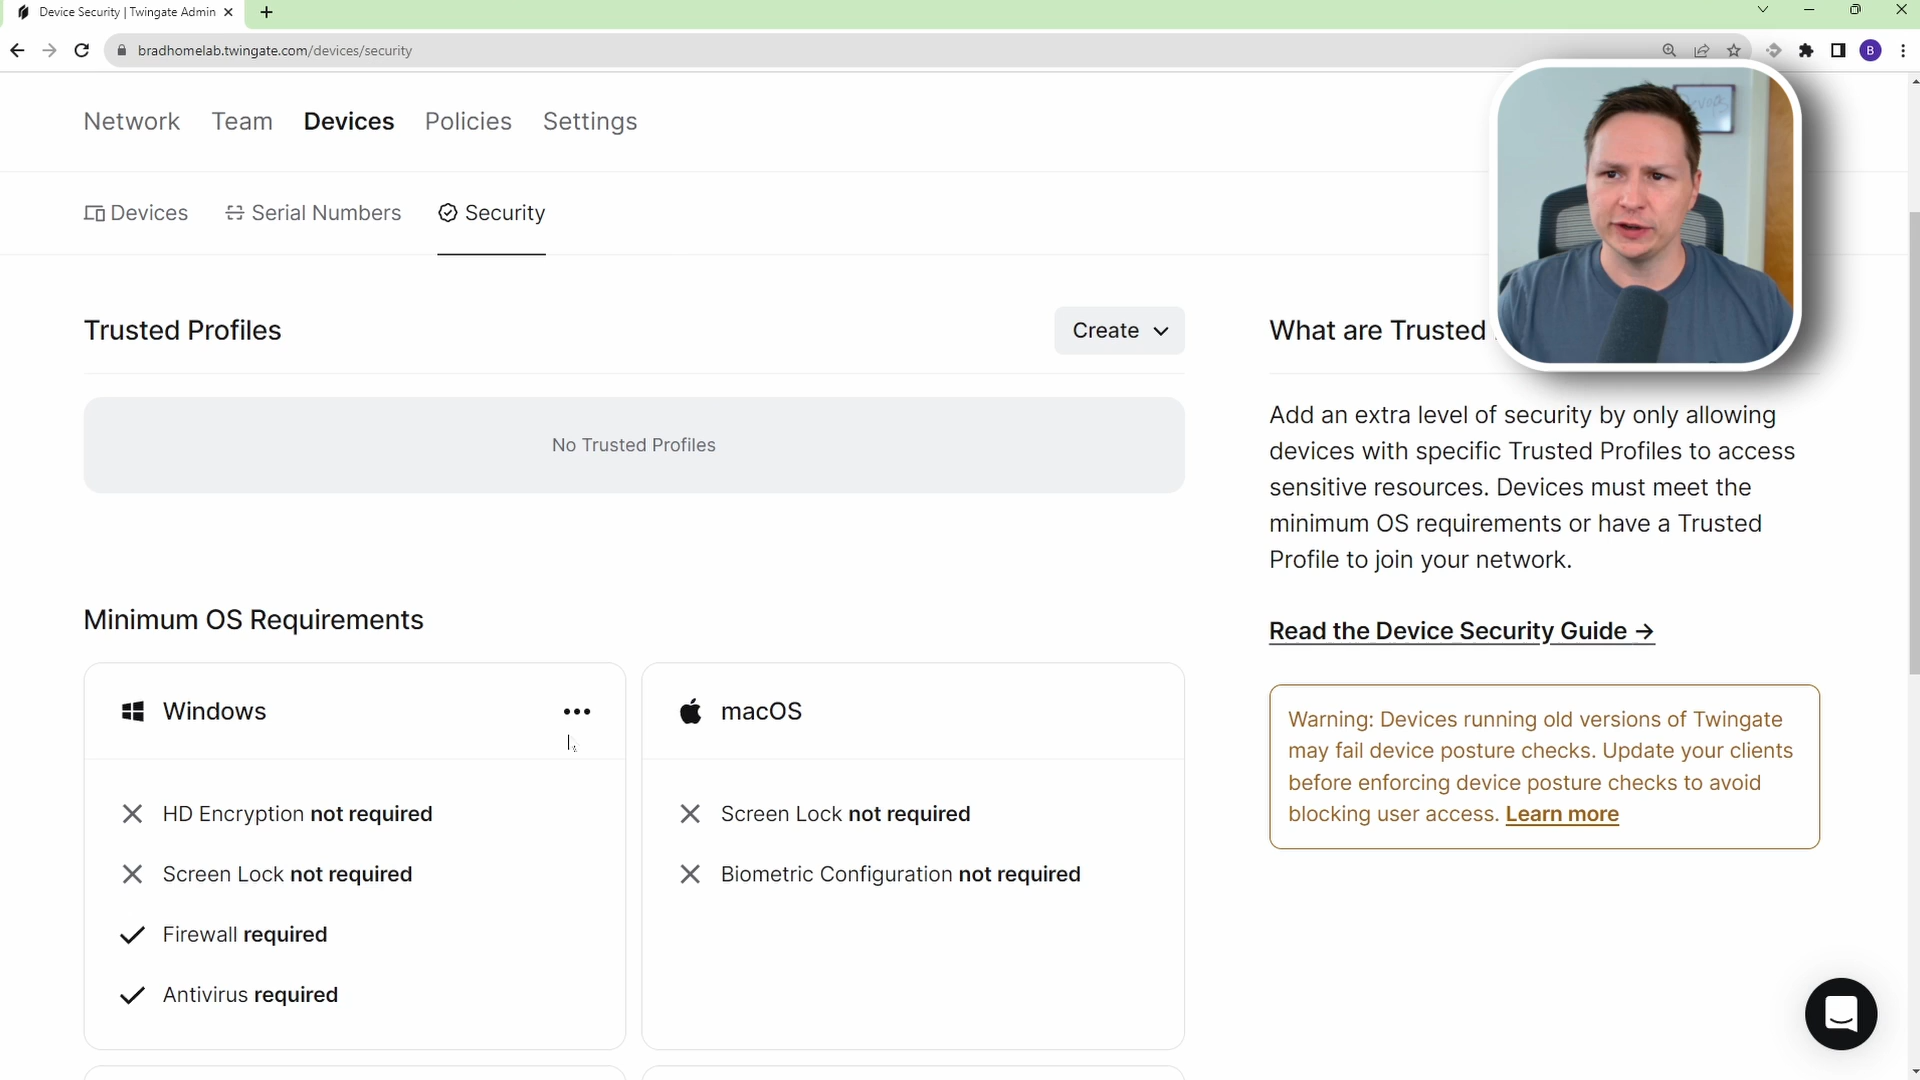 Device Security | Twingate Admin
bradhomelab.twingate.com/devices/security
B
Network Team Devices Policies Settings
Devices Serial Numbers Security
Trusted Profiles
Create
No Trusted Profiles
What are Trusted
Add an extra level of security by only allowing
devices with specific Trusted Profiles to access
sensitive resources. Devices must meet the
minimum OS requirements or have a Trusted
Profile to join your network.
Read the Device Security Guide →
Warning: Devices running old versions of Twingate
may fail device posture checks. Update your clients
before enforcing device posture checks to avoid
blocking user access. Learn more
Minimum OS Requirements
Windows
HD Encryption not required
Screen Lock not required
Firewall required
Antivirus required
macOS
Screen Lock not required
Biometric Configuration not required